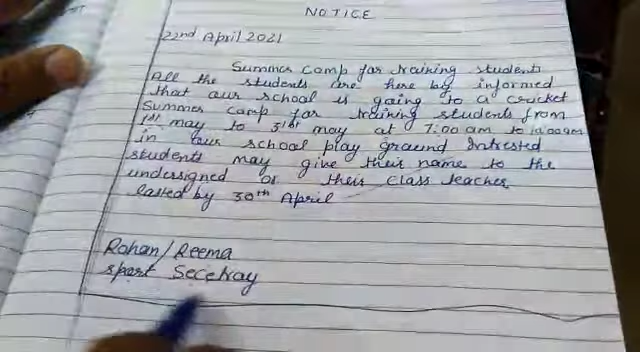 NOTICE
22nd April 2021
Summer camp for training students
All the students are here by informed
that our school is going to a cricket
Summer camp for training students from
1st may to 31st may at 7:00 am to 10:00am
in our school play ground Intrested
students may give their name to the
undersigned or their class teacher
lasted by 30th April
Rohan/Reema
sport Secetray